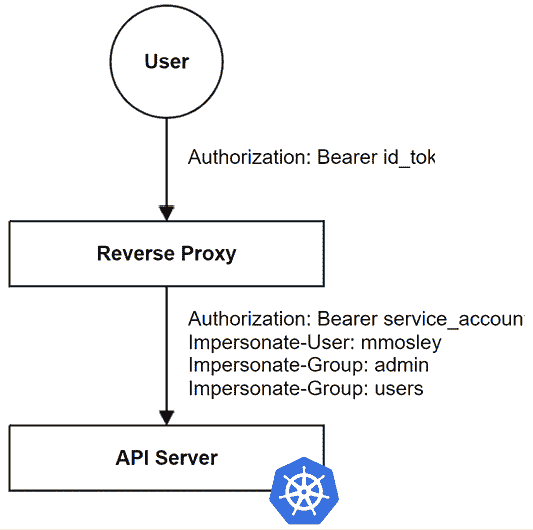 User
Authorization: Bearer id_tok
Reverse Proxy
Authorization: Bearer service_accoun
Impersonate-User: mmosley
Impersonate-Group: admin
Impersonate-Group: users
API Server